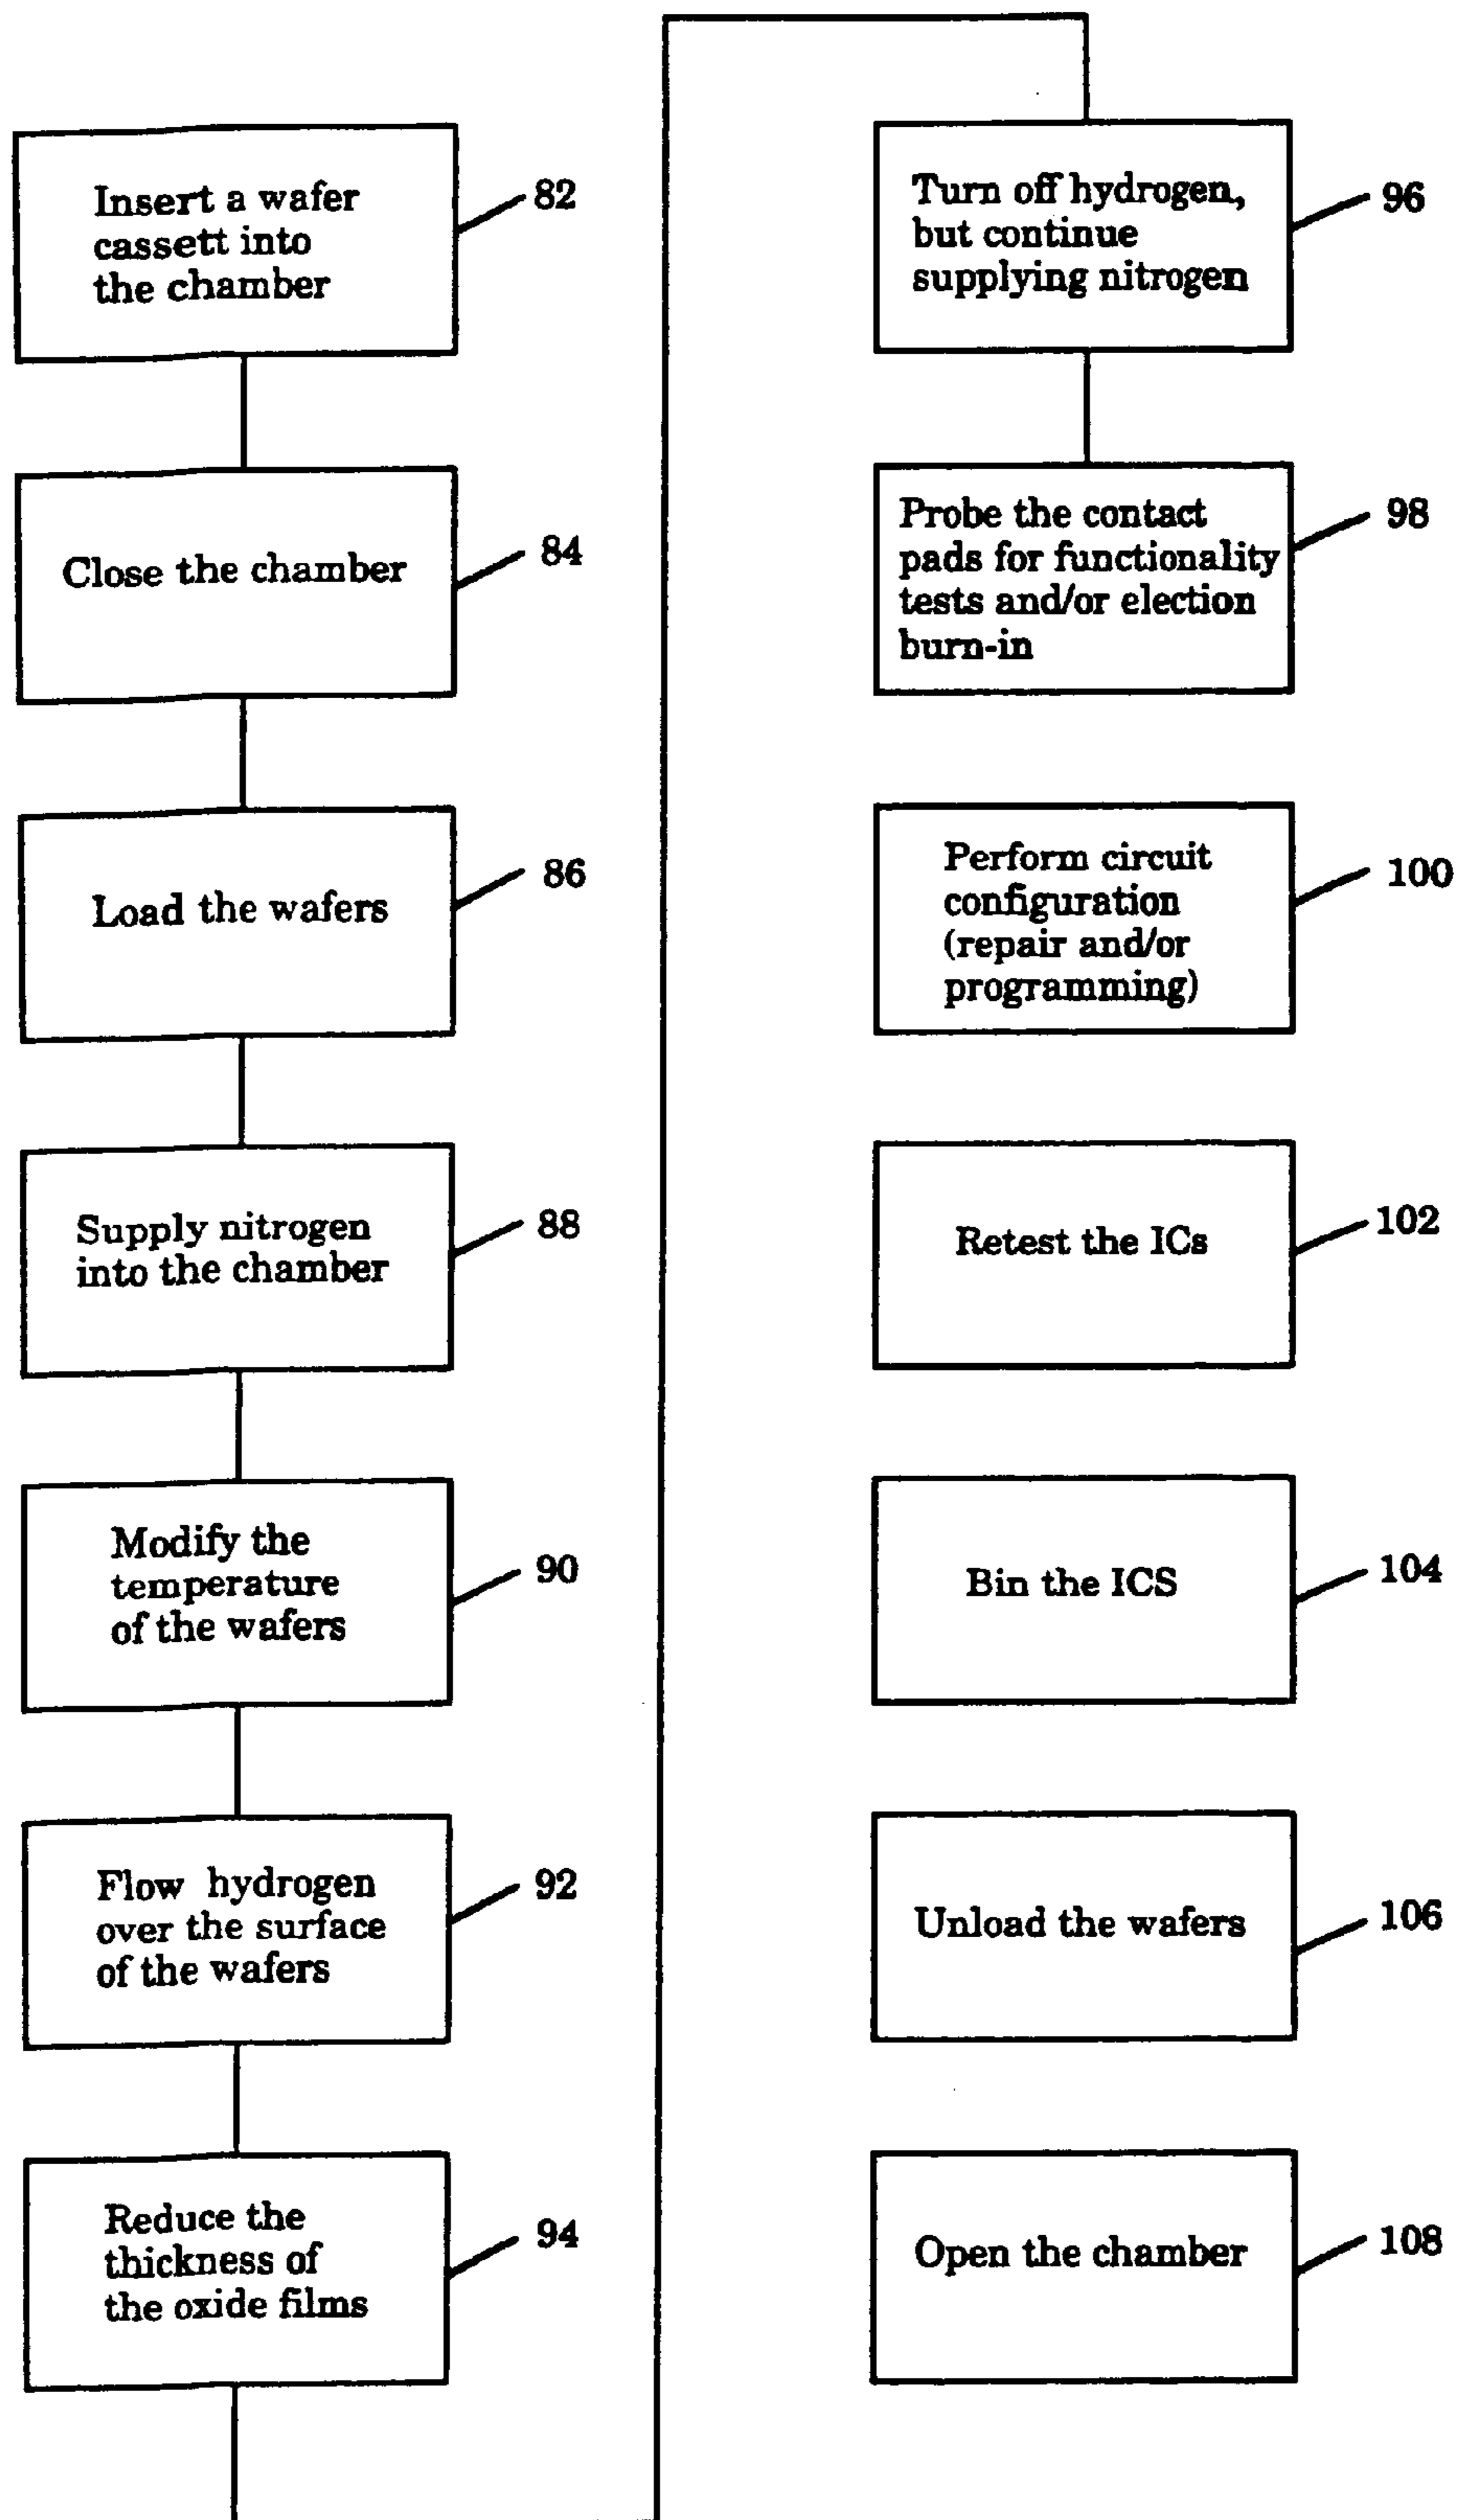 Insert a wafer
cassett into
the chamber
82
Close the chamber
84
Load the wafers
86
Supply nitrogen
into the chamber
88
Modify the
temperature
of the wafers
90
Flow hydrogen
over the surface
of the wafers
92
Reduce the
thickness of
the oxide films
94
Turn off hydrogen,
but continue
supplying nitrogen
96
Probe the contact
pads for functionality
tests and/or election
burn-in
98
Perform circuit
configuration
(repair and/or
programming)
100
Retest the ICs
102
Bin the ICS
104
Unload the wafers
106
Open the chamber
108